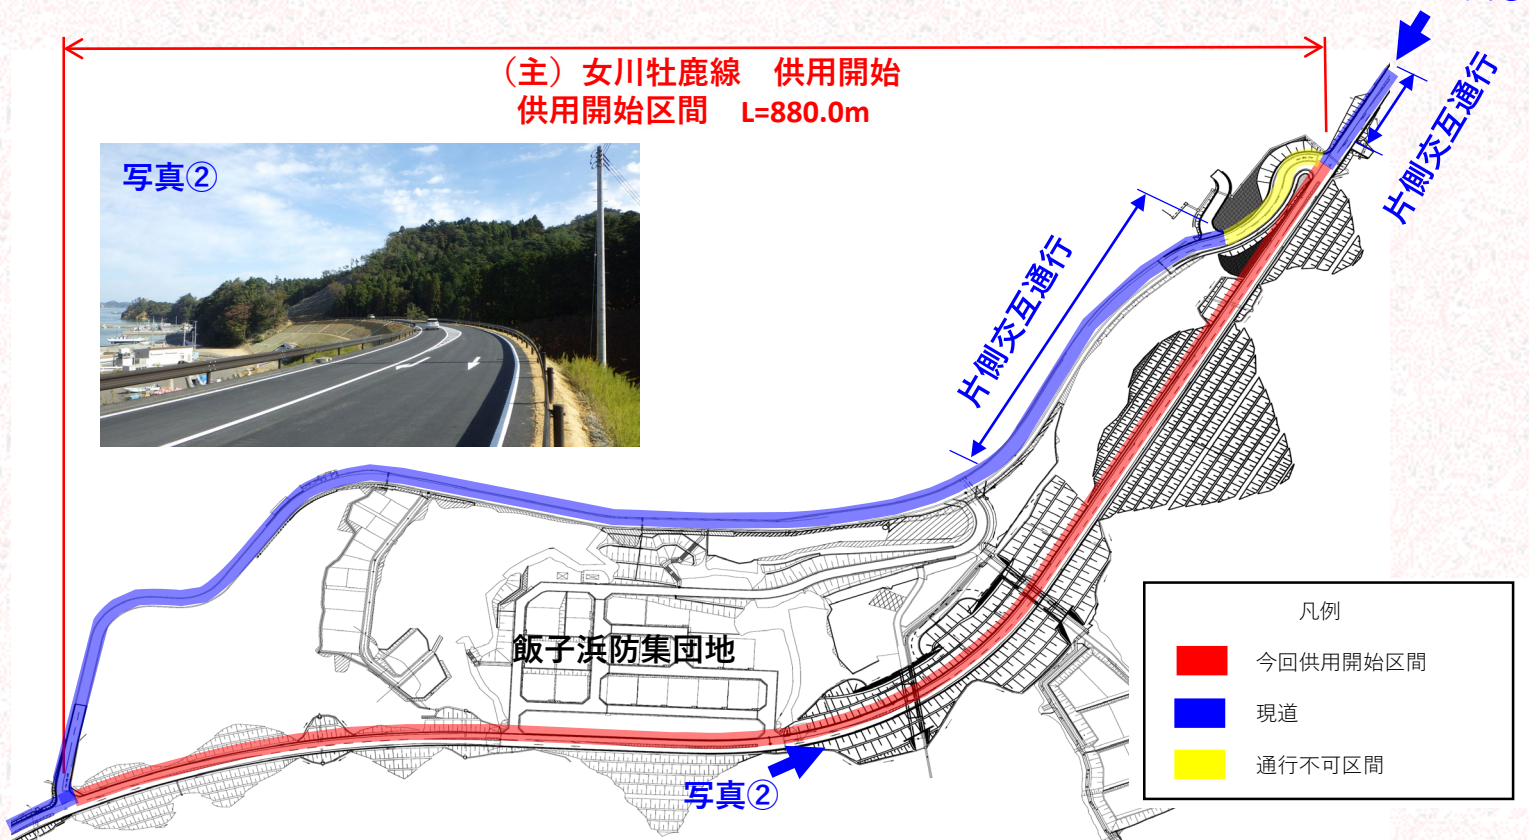 （主）女川牡鹿線　供用開始
供用開始区間　L=880.0m
写真②
片側交互通行
片側交互通行
飯子浜防集団地
写真②
凡例
今回供用開始区間
現道
通行不可区間